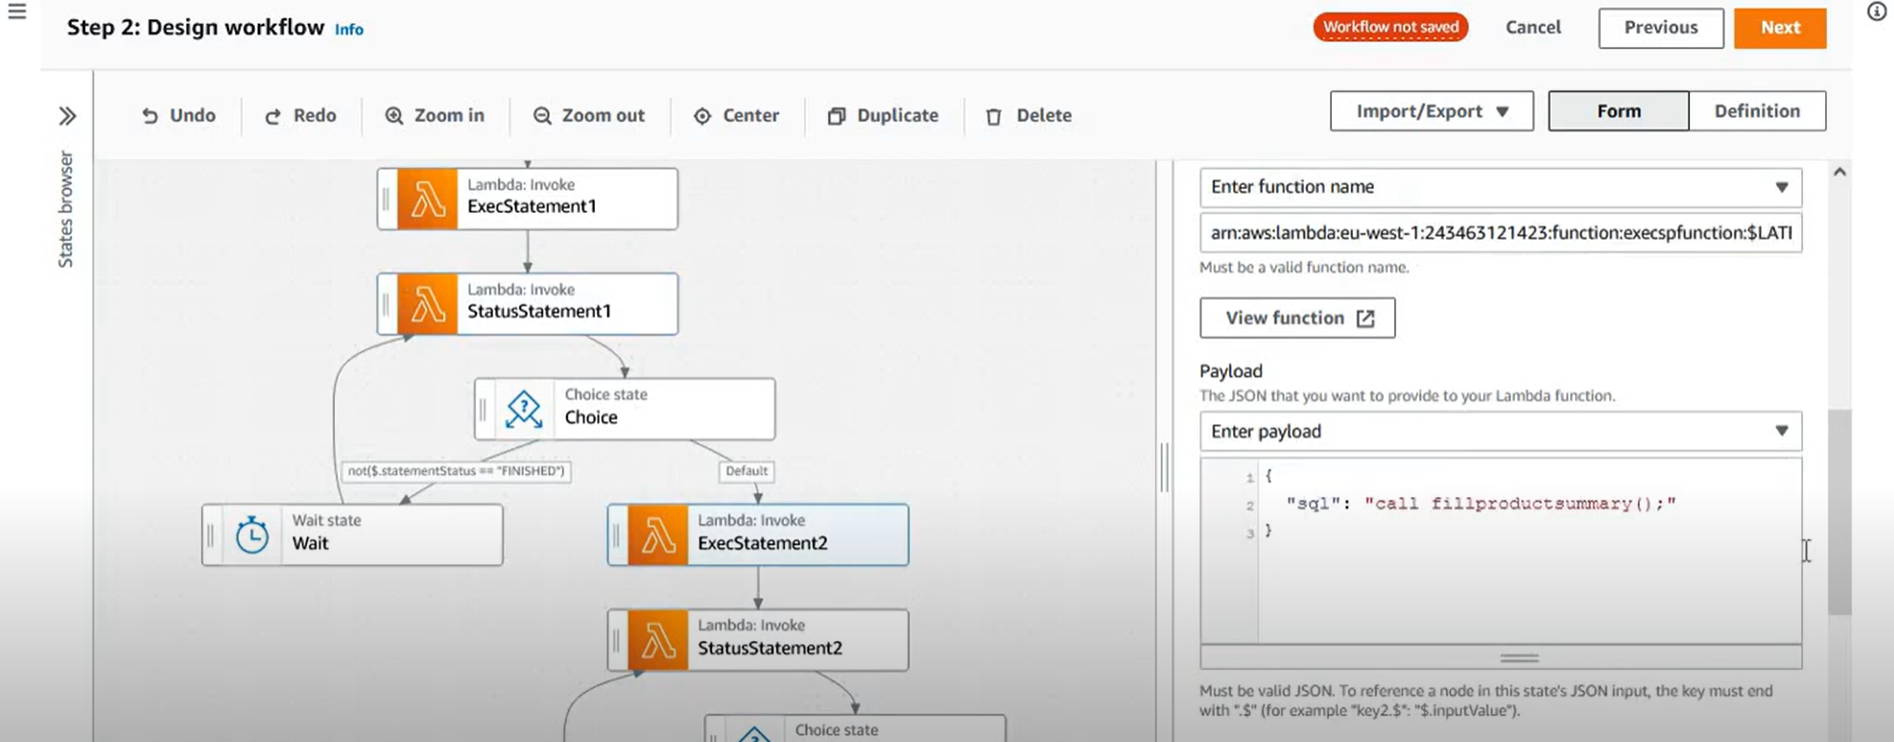 Step 2: Design workflow Info
Workflow not saved
Cancel
Previous
Next
Undo
Redo
Zoom in
Zoom out
Center
Duplicate
Delete
Import/Export
Form
Definition
States browser
Lambda: Invoke
ExecStatement1
Lambda: Invoke
StatusStatement1
Choice state
Choice
not($.statementStatus == "FINISHED")
Default
Wait state
Wait
Lambda: Invoke
ExecStatement2
Lambda: Invoke
StatusStatement2
Choice state
Enter function name
arn:aws:lambda:eu-west-1:243463121423:function:execspfunction:$LATI
Must be a valid function name.
View function
Payload
The JSON that you want to provide to your Lambda function.
Enter payload
1 {
2 "sql": "call fillproductsummary();"
3 }
Must be valid JSON. To reference a node in this state's JSON input, the key must end
with ".$" (for example "key2.$": "$.inputValue").